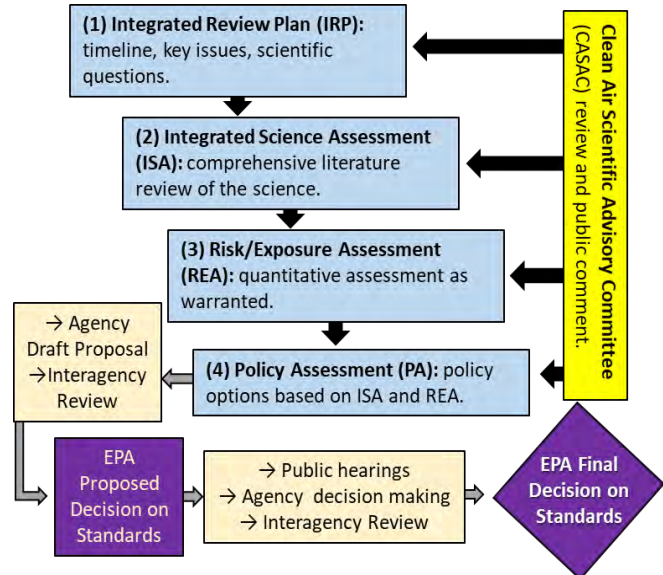 (1) Integrated Review Plan (IRP):
timeline, key issues, scientific
questions.
(2) Integrated Science Assessment
(ISA): comprehensive literature
review of the science.
(3) Risk/Exposure Assessment
(REA): quantitative assessment as
warranted.
(4) Policy Assessment (PA): policy
options based on ISA and REA.
Clean Air Scientific Advisory Committee
(CASAC) review and public comment.
→ Agency
Draft Proposal
→Interagency
Review
EPA
Proposed
Decision on
Standards
→ Public hearings
→ Agency decision making
→ Interagency Review
EPA Final
Decision on
Standards